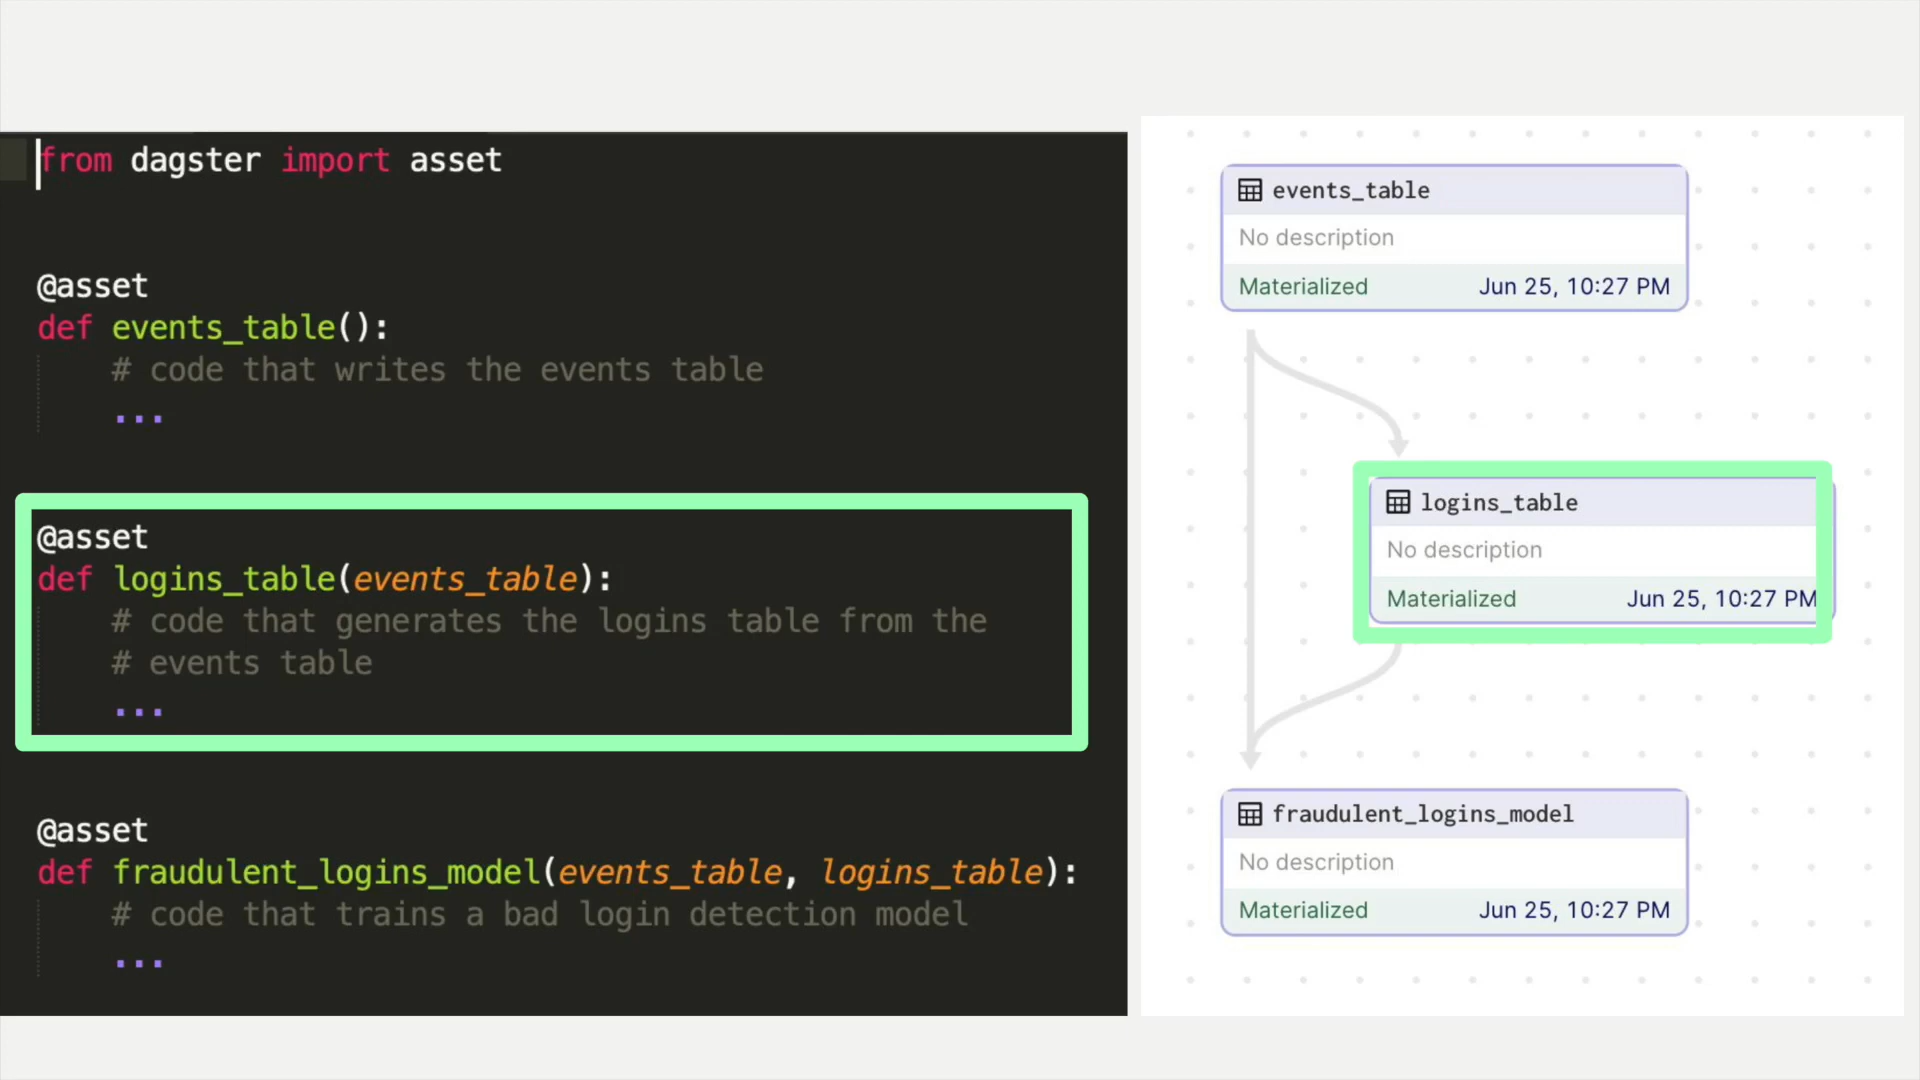 from dagster import asset
@asset
def events_table():
# code that writes the events table
...
@asset
def logins_table(events_table):
# code that generates the logins table from the
# events table
...
@asset
def fraudulent_logins_model(events_table, logins_table):
# code that trains a bad login detection model
...
events_table
No description
Materialized Jun 25, 10:27 PM
logins_table
No description
Materialized Jun 25, 10:27 PM
fraudulent_logins_model
No description
Materialized Jun 25, 10:27 PM